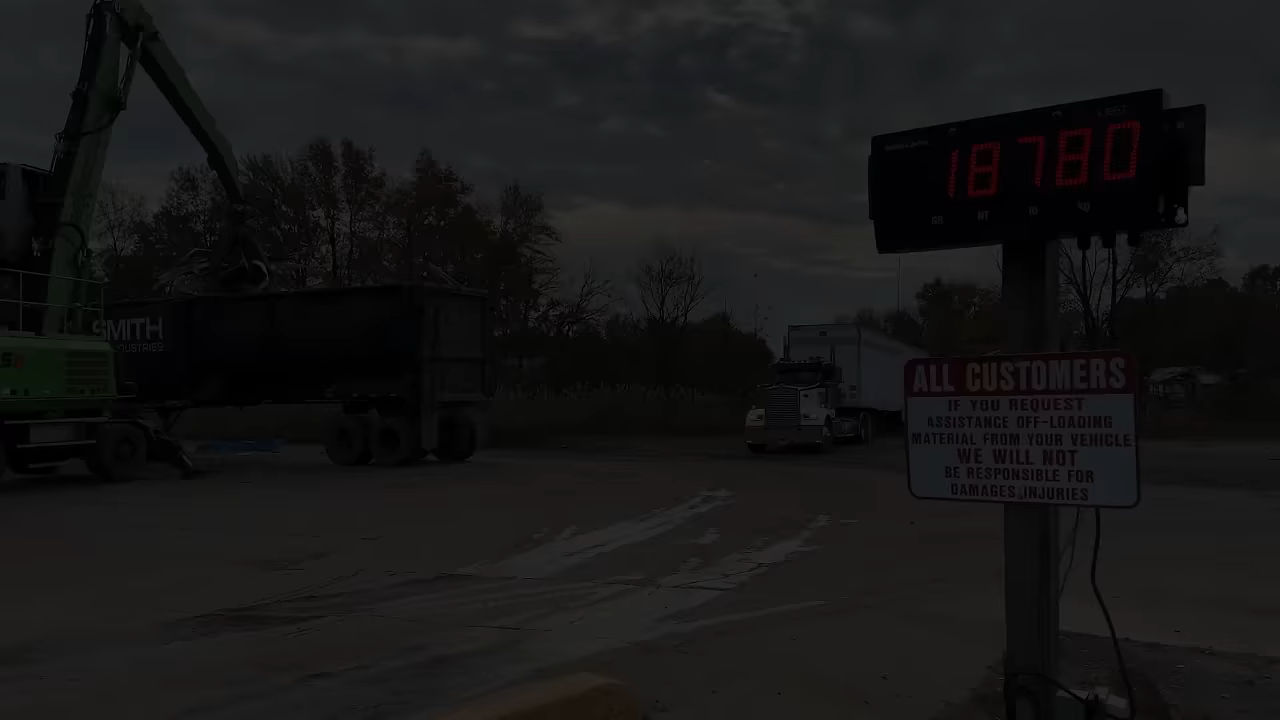 18780
SMITH
ALL CUSTOMERS
IF YOU REQUEST
ASSISTANCE OFF-LOADING
MATERIAL FROM YOUR VEHICLE
WE WILL NOT
BE RESPONSIBLE FOR
DAMAGES INJURIES